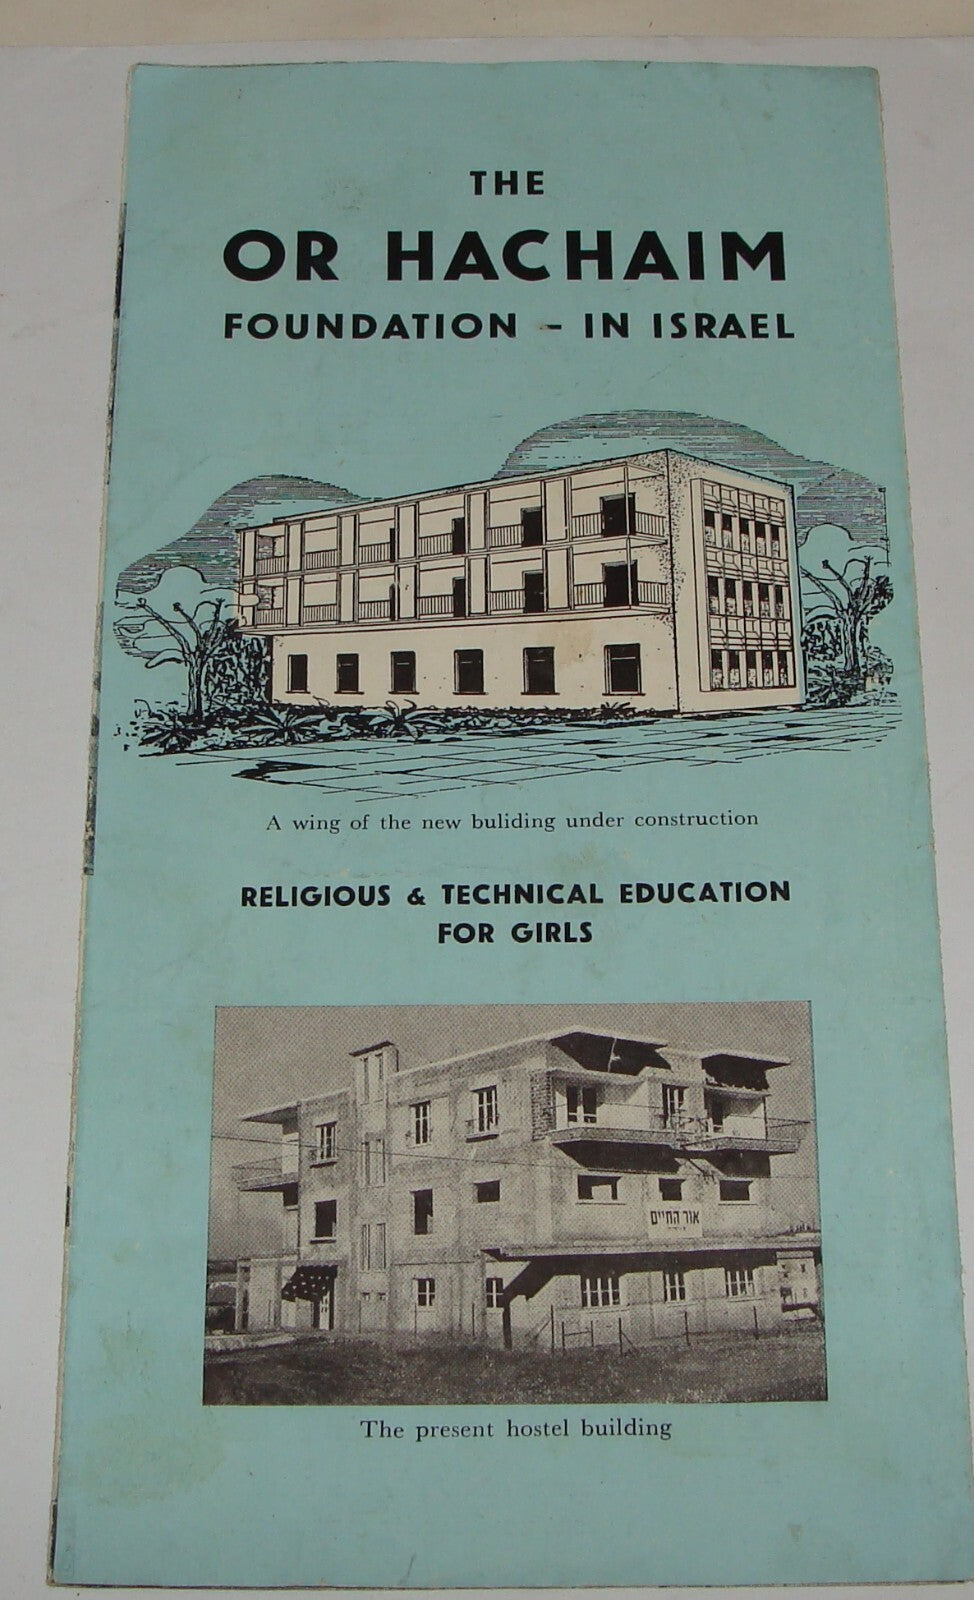 THE
OR HACHAIM
FOUNDATION - IN ISRAEL
A wing of the new buliding under construction
RELIGIOUS & TECHNICAL EDUCATION
FOR GIRLS
אור החיים
The present hostel building